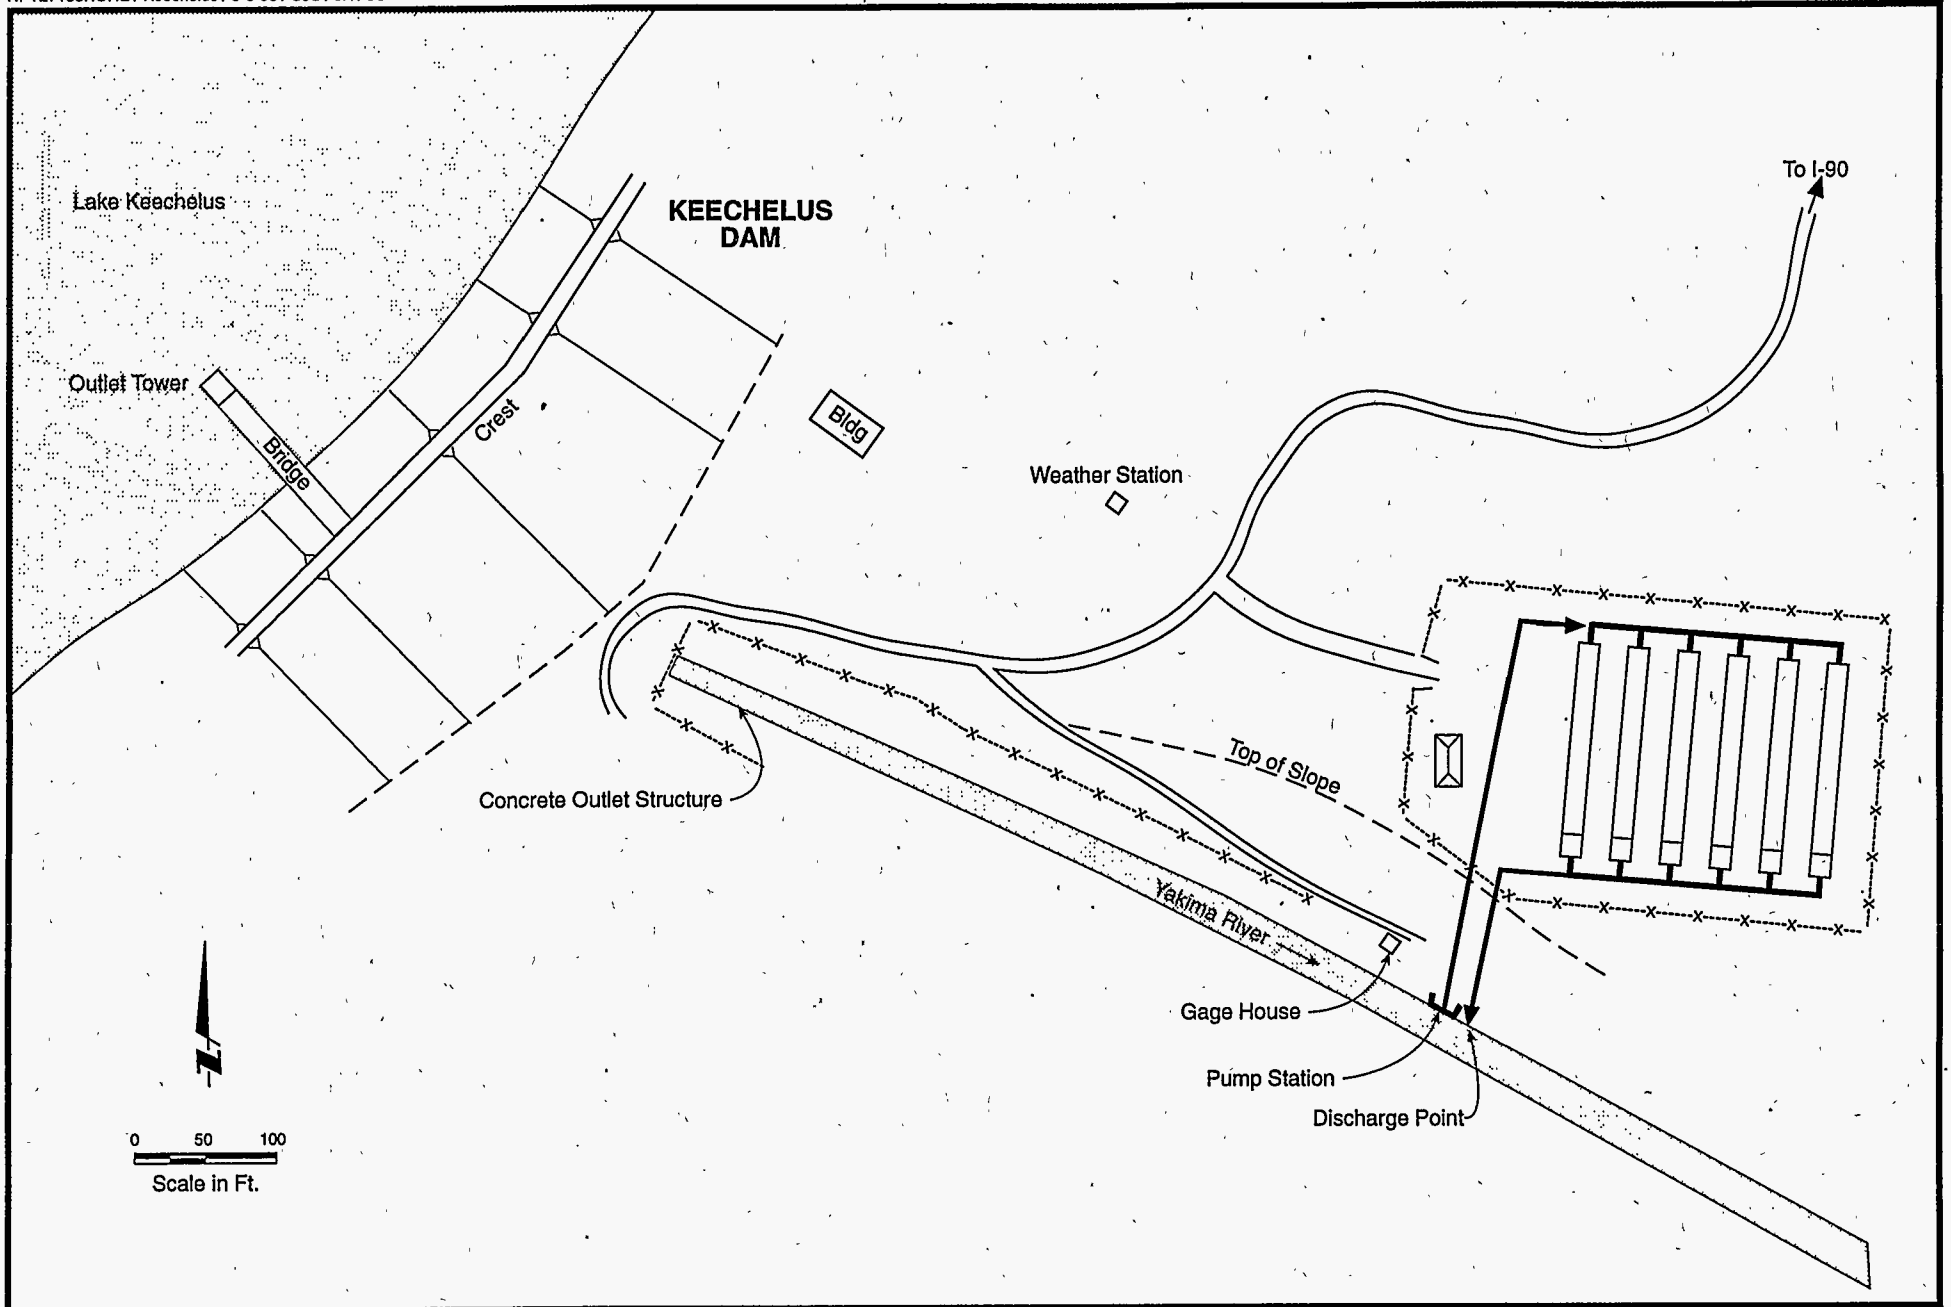 To I-90
Lake Keechelus
KEECHELUS
DAM
Outlet Tower
Bridge
Crest
Bldg
Weather Station
Top of Slope
Concrete Outlet Structure
Yakima River
Gage House
Pump Station
Discharge Point
N
0 50 100
Scale in Ft.